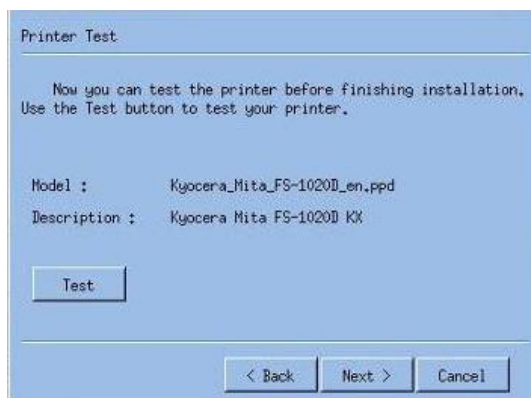 Printer Test
Now you can test the printer before finishing installation.
Use the Test button to test your printer.
Model : Kyocera_Mita_FS-1020D_en.ppd
Description : Kyocera Mita FS-1020D KX
Test
< Back Next > Cancel